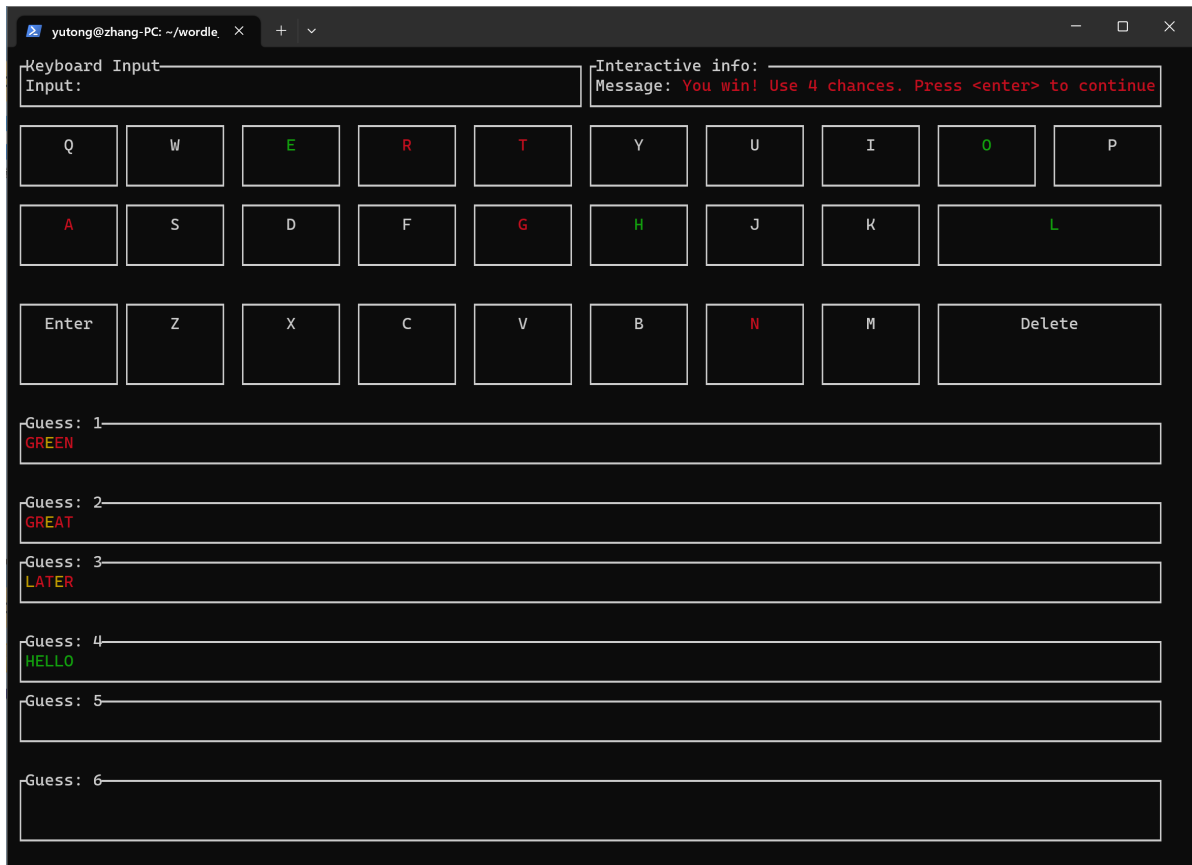 yutong@zhang-PC: ~/wordle_
Keyboard Input
Input:
Interactive info:
Message: You win! Use 4 chances. Press <enter> to continue
Q W E R T Y U I O P
A S D F G H J K L
Enter Z X C V B N M Delete
Guess: 1
GREEN
Guess: 2
GREAT
Guess: 3
LATER
Guess: 4
HELLO
Guess: 5
Guess: 6